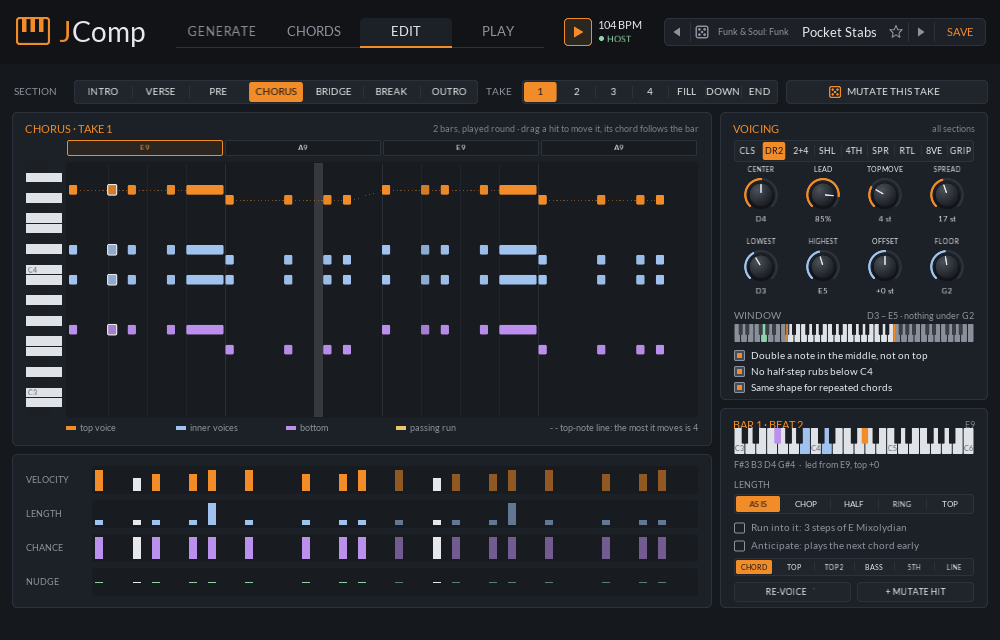 JComp
GENERATE CHORDS EDIT PLAY
104 BPM
HOST
Funk & Soul: Funk Pocket Stabs SAVE
SECTION INTRO VERSE PRE CHORUS BRIDGE BREAK OUTRO TAKE 1 2 3 4 FILL DOWN END MUTATE THIS TAKE
CHORUS · TAKE 1
2 bars, played round · drag a hit to move it, its chord follows the bar
E9 A9 E9 A9
C4
C3
top voice inner voices bottom passing run - - top-note line: the most it moves is 4
VELOCITY
LENGTH
CHANCE
NUDGE
VOICING all sections
CLS DR2 2+4 SHL 4TH SPR RTL 8VE GRIP
CENTER LEAD TOPMOVE SPREAD
D4 85% 4 st 17 st
LOWEST HIGHEST OFFSET FLOOR
D3 E5 +0 st G2
WINDOW D3 – E5 · nothing under G2
Double a note in the middle, not on top
No half-step rubs below C4
Same shape for repeated chords
BAR 1 · BEAT 2 E9
C3 C4 C5 C6
F#3 B3 D4 G#4 · led from E9, top +0
LENGTH
AS IS CHOP HALF RING TOP
Run into it: 3 steps of E Mixolydian
Anticipate: plays the next chord early
CHORD TOP TOP2 BASS 5TH LINE
RE-VOICE + MUTATE HIT